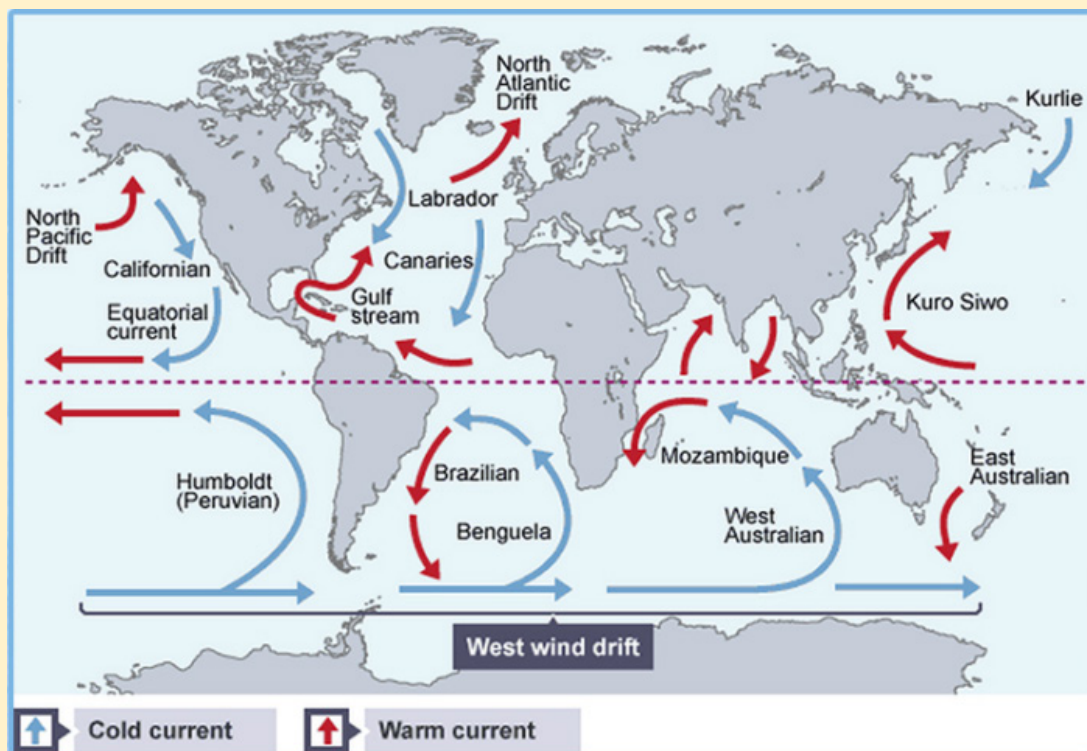 North
Atlantic
Drift
Kurlie
Labrador
North
Pacific
Drift
Californian
Canaries
Equatorial
current
Gulf
stream
Kuro Siwo
Humboldt
(Peruvian)
Brazilian
Mozambique
East
Australian
Benguela
West
Australian
West wind drift
Cold current
Warm current